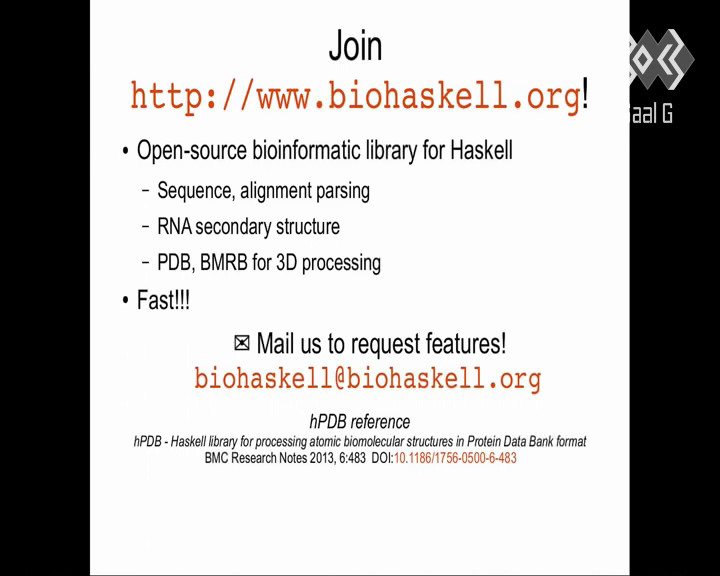 Join
http://www.biohaskell.org!
• Open-source bioinformatic library for Haskell
– Sequence, alignment parsing
– RNA secondary structure
– PDB, BMRB for 3D processing
• Fast!!!
✉ Mail us to request features!
biohaskell@biohaskell.org
hPDB reference
hPDB - Haskell library for processing atomic biomolecular structures in Protein Data Bank format
BMC Research Notes 2013, 6:483 DOI:10.1186/1756-0500-6-483
aal G